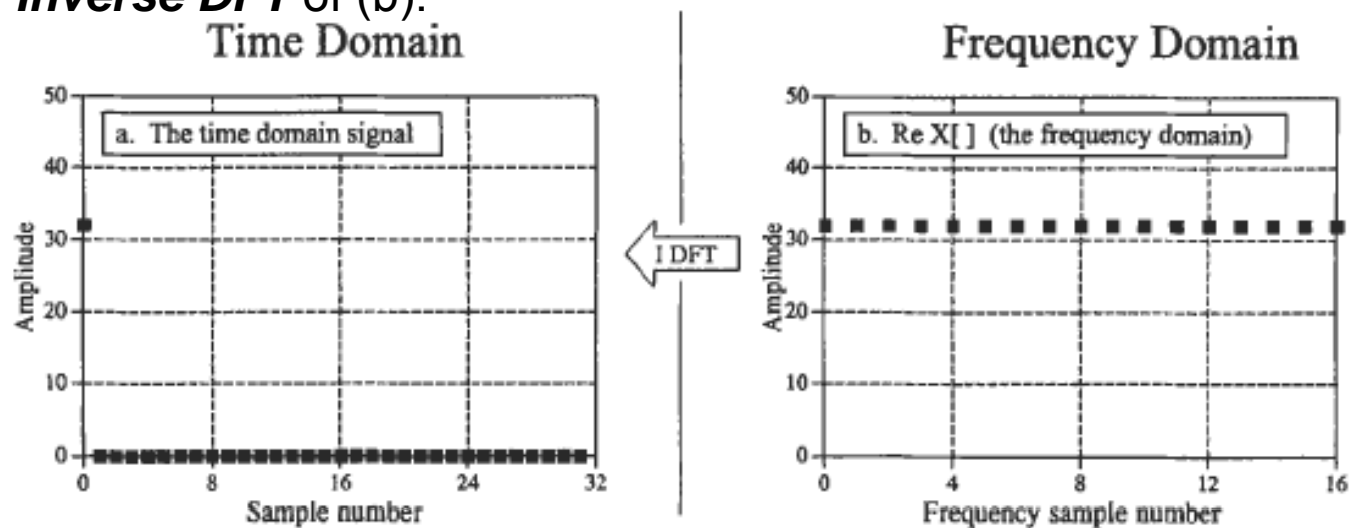 Inverse DFT of (b).
Time Domain
Frequency Domain
50
40
30
20
10
0
a. The time domain signal
Amplitude
0 8 16 24 32
Sample number
I DFT
50
40
30
20
10
0
b. Re X[ ] (the frequency domain)
Amplitude
0 4 8 12 16
Frequency sample number